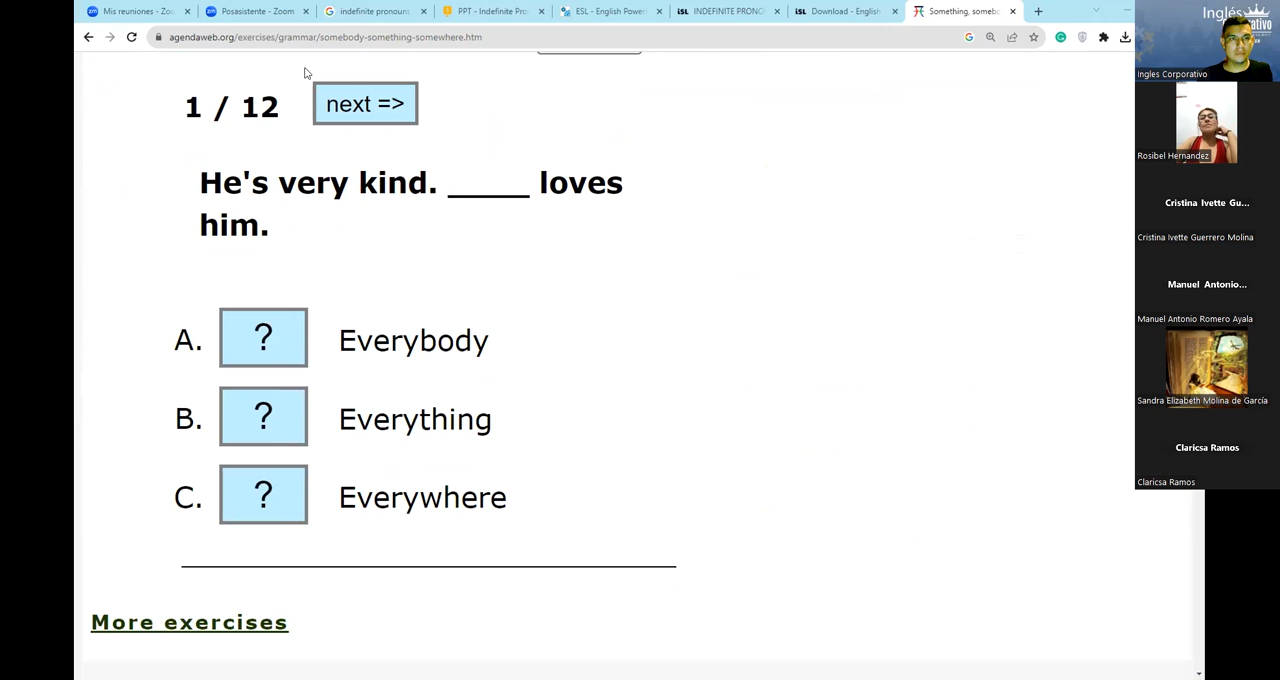 Mis reuniones - Zoo
Posasistente - Zoom
indefinite pronouns
PPT - Indefinite Pro
ESL - English Power
iSL INDEFINITE PRONO
iSL Download - English
Something, someb
agendaweb.org/exercises/grammar/somebody-something-somewhere.htm
1 / 12
next =>
He's very kind. _____ loves
him.
A. ? Everybody
B. ? Everything
C. ? Everywhere
More exercises
Inglés
Ingles Corporativo
Rosibel Hernandez
Cristina Ivette Gu...
Cristina Ivette Guerrero Molina
Manuel Antonio...
Manuel Antonio Romero Ayala
Sandra Elizabeth Molina de García
Claricsa Ramos
Claricsa Ramos